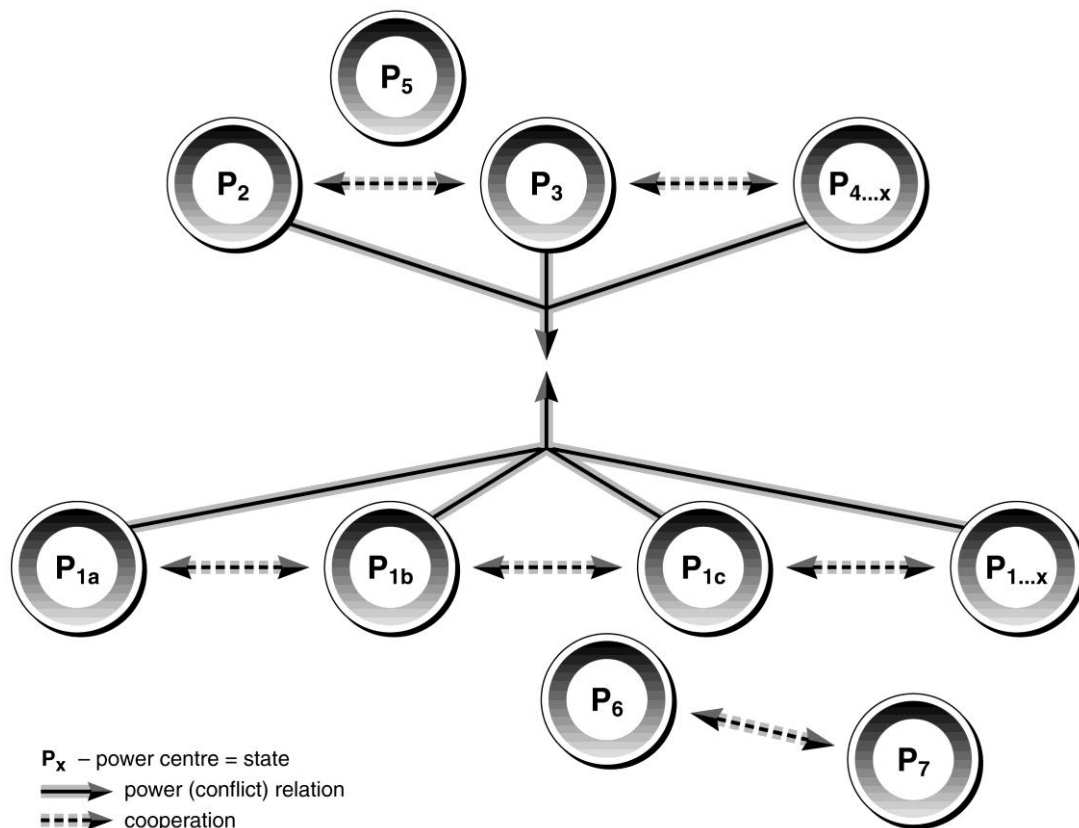 P₅
P₂
P₃
P₄...ₓ
P₁ₐ
P₁b
P₁c
P₁...ₓ
P₆
P₇
Pₓ – power centre = state
power (conflict) relation
cooperation